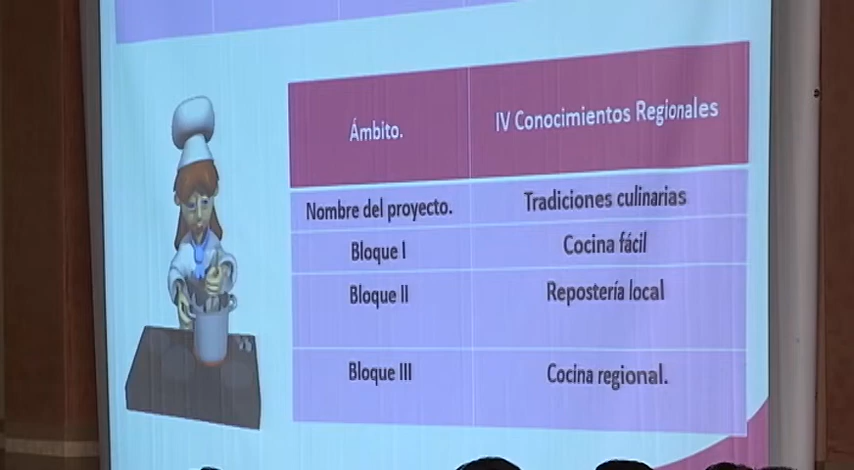 Ámbito. IV Conocimientos Regionales
Nombre del proyecto. Tradiciones culinarias
Bloque I Cocina fácil
Bloque II Repostería local
Bloque III Cocina regional.